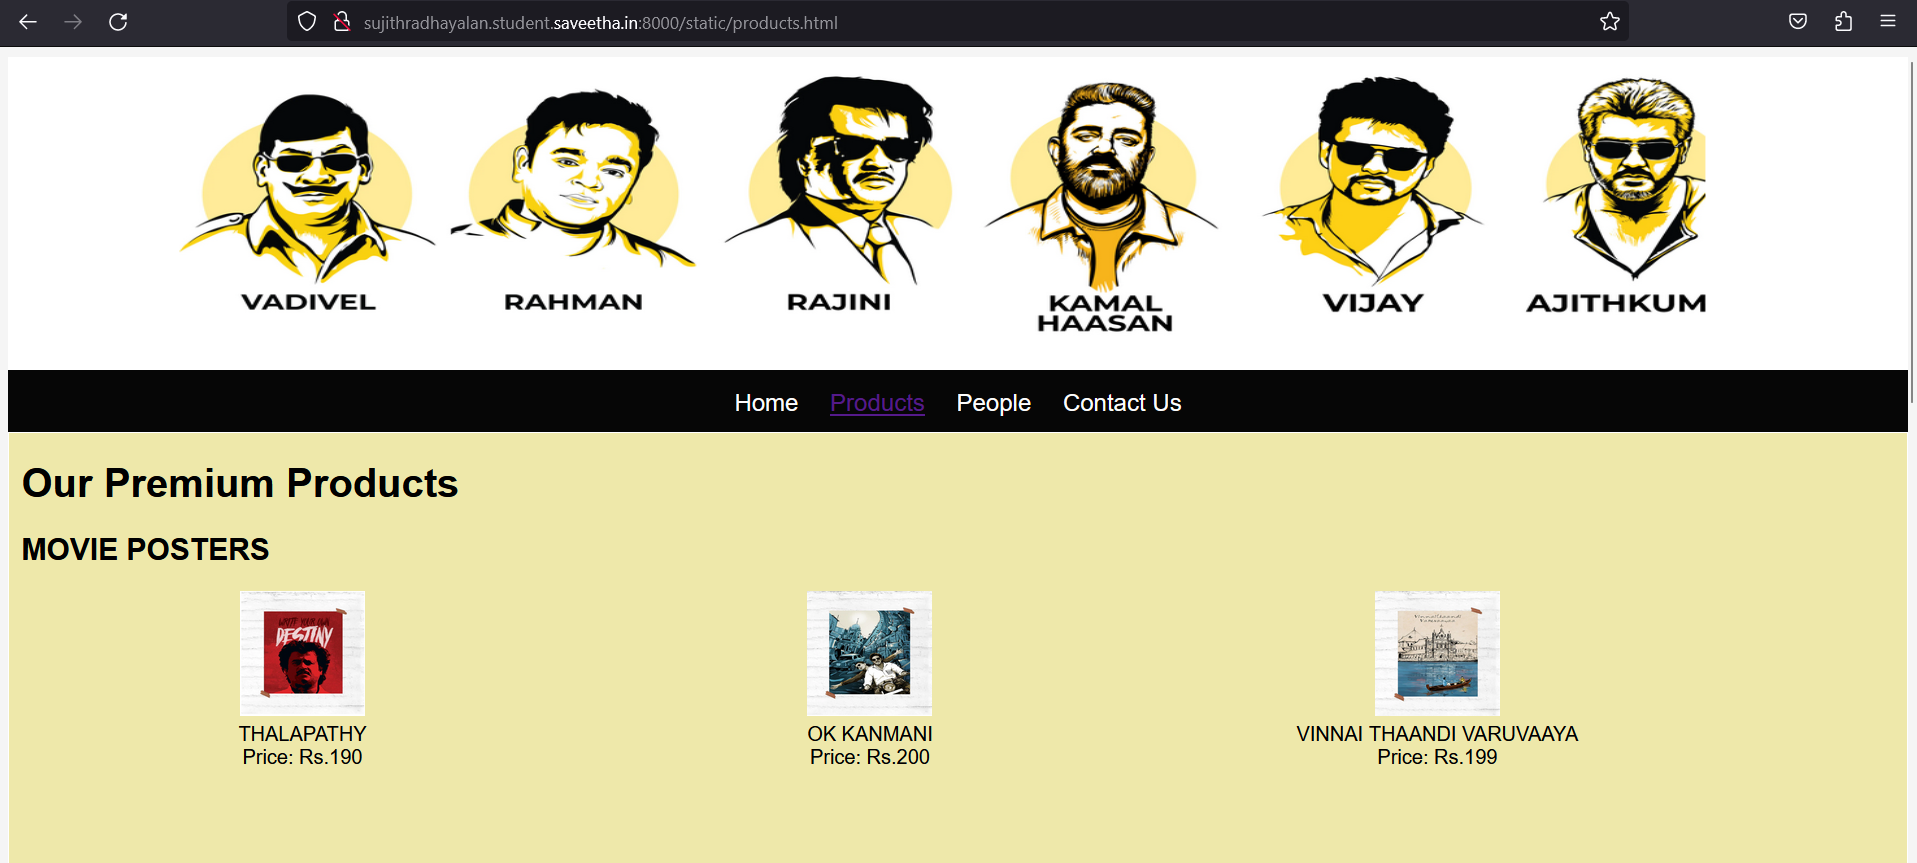 sujithradhayalan.student.saveetha.in:8000/static/products.html
VADIVEL
RAHMAN
RAJINI
KAMAL
HAASAN
VIJAY
AJITHKUM
Home Products People Contact Us
Our Premium Products
MOVIE POSTERS
WRITE YOUR OWN
DESTINY
THALAPATHY
Price: Rs.190
OK KANMANI
Price: Rs.200
VINNAI THAANDI VARUVAAYA
Price: Rs.199